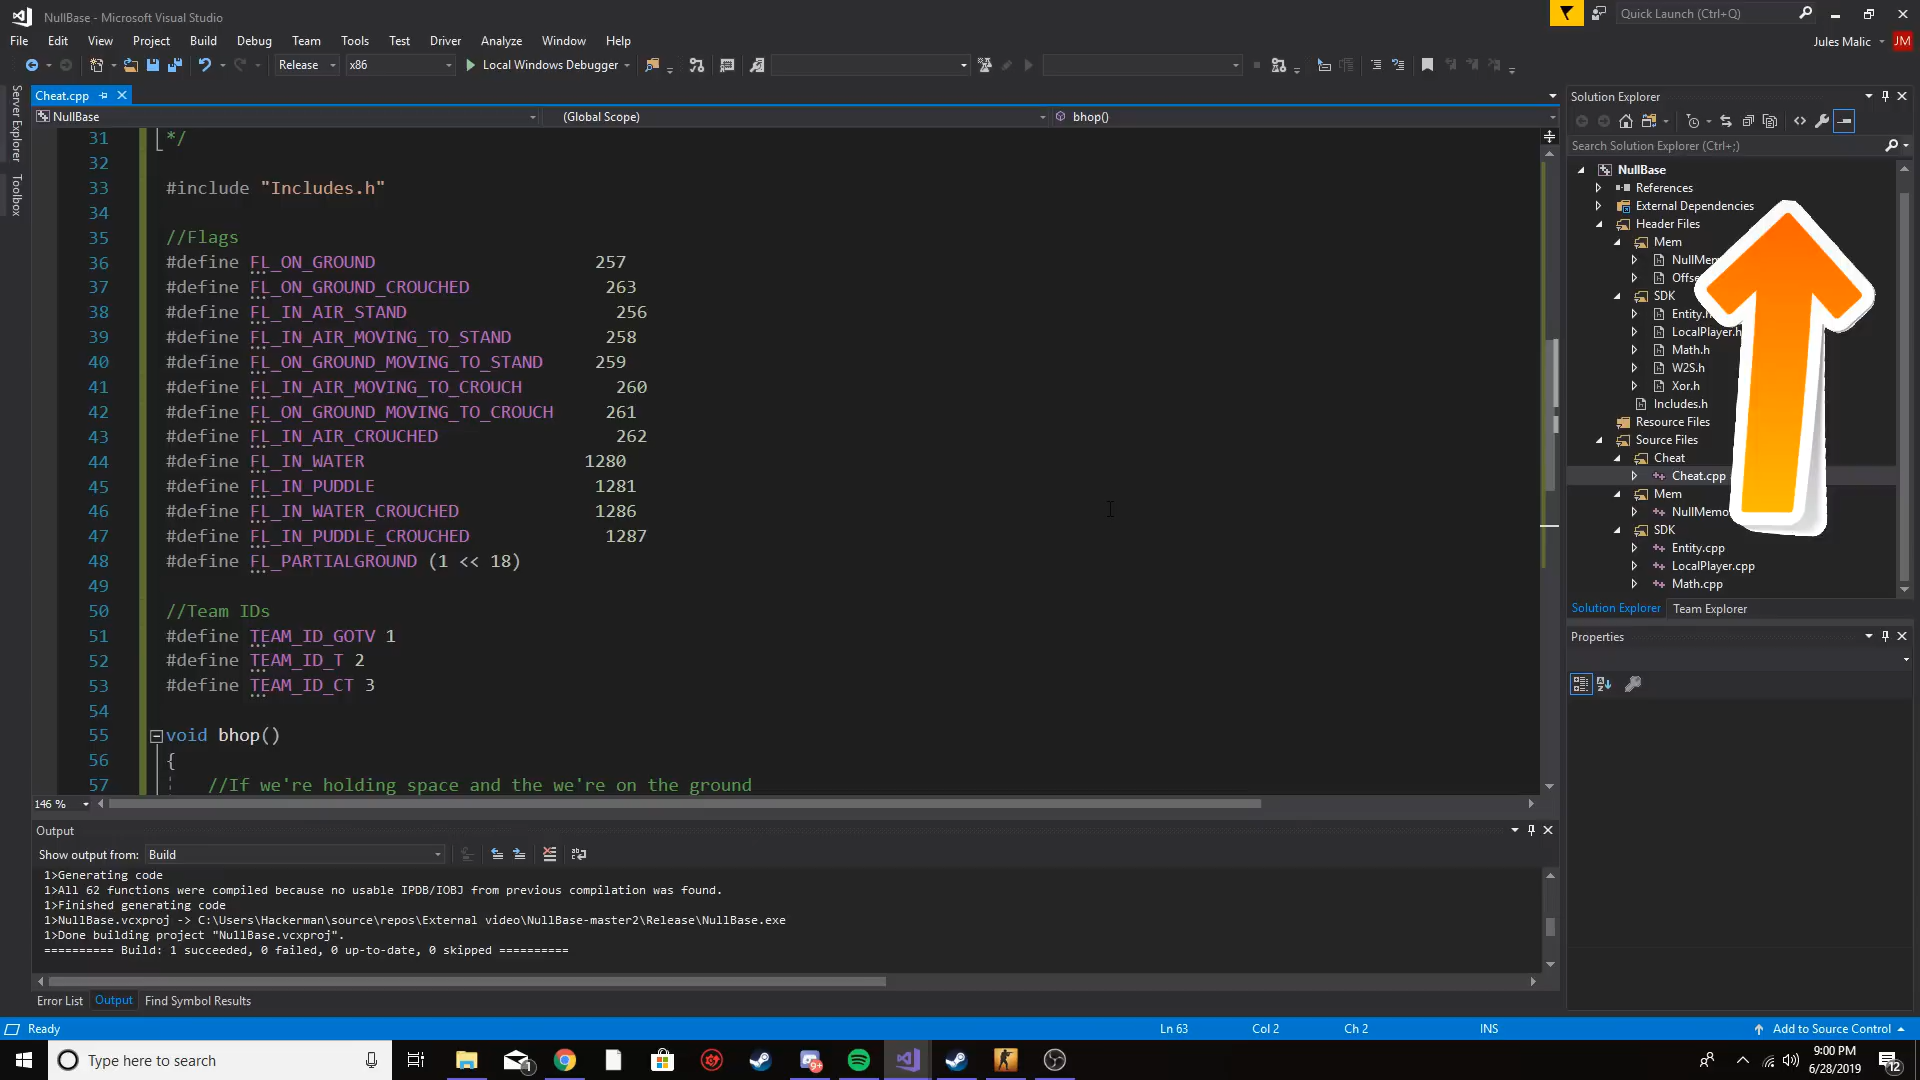 NullBase - Microsoft Visual Studio
Quick Launch (Ctrl+Q)
File Edit View Project Build Debug Team Tools Test Driver Analyze Window Help
Jules Malic JM
Release x86 Local Windows Debugger
Server Explorer
Toolbox
Cheat.cpp
NullBase (Global Scope) bhop()
31 */
32
33 #include "Includes.h"
34
35 //Flags
36 #define FL_ON_GROUND 257
37 #define FL_ON_GROUND_CROUCHED 263
38 #define FL_IN_AIR_STAND 256
39 #define FL_IN_AIR_MOVING_TO_STAND 258
40 #define FL_ON_GROUND_MOVING_TO_STAND 259
41 #define FL_IN_AIR_MOVING_TO_CROUCH 260
42 #define FL_ON_GROUND_MOVING_TO_CROUCH 261
43 #define FL_IN_AIR_CROUCHED 262
44 #define FL_IN_WATER 1280
45 #define FL_IN_PUDDLE 1281
46 #define FL_IN_WATER_CROUCHED 1286
47 #define FL_IN_PUDDLE_CROUCHED 1287
48 #define FL_PARTIALGROUND (1 << 18)
49
50 //Team IDs
51 #define TEAM_ID_GOTV 1
52 #define TEAM_ID_T 2
53 #define TEAM_ID_CT 3
54
55 void bhop()
56 {
57 //If we're holding space and the we're on the ground
146 %
Output
Show output from: Build
1>Generating code
1>All 62 functions were compiled because no usable IPDB/IOBJ from previous compilation was found.
1>Finished generating code
1>NullBase.vcxproj -> C:\Users\Hackerman\source\repos\External video\NullBase-master2\Release\NullBase.exe
1>Done building project "NullBase.vcxproj".
========== Build: 1 succeeded, 0 failed, 0 up-to-date, 0 skipped ==========
Error List Output Find Symbol Results
Solution Explorer
Search Solution Explorer (Ctrl+;)
NullBase
References
External Dependencies
Header Files
Mem
NullMem
Offse
SDK
Entity.h
LocalPlayer.h
Math.h
W2S.h
Xor.h
Includes.h
Resource Files
Source Files
Cheat
Cheat.cpp
Mem
NullMemo
SDK
Entity.cpp
LocalPlayer.cpp
Math.cpp
Solution Explorer Team Explorer
Properties
Ready Ln 63 Col 2 Ch 2 INS Add to Source Control
Type here to search
1
9+
9:00 PM
6/28/2019
12